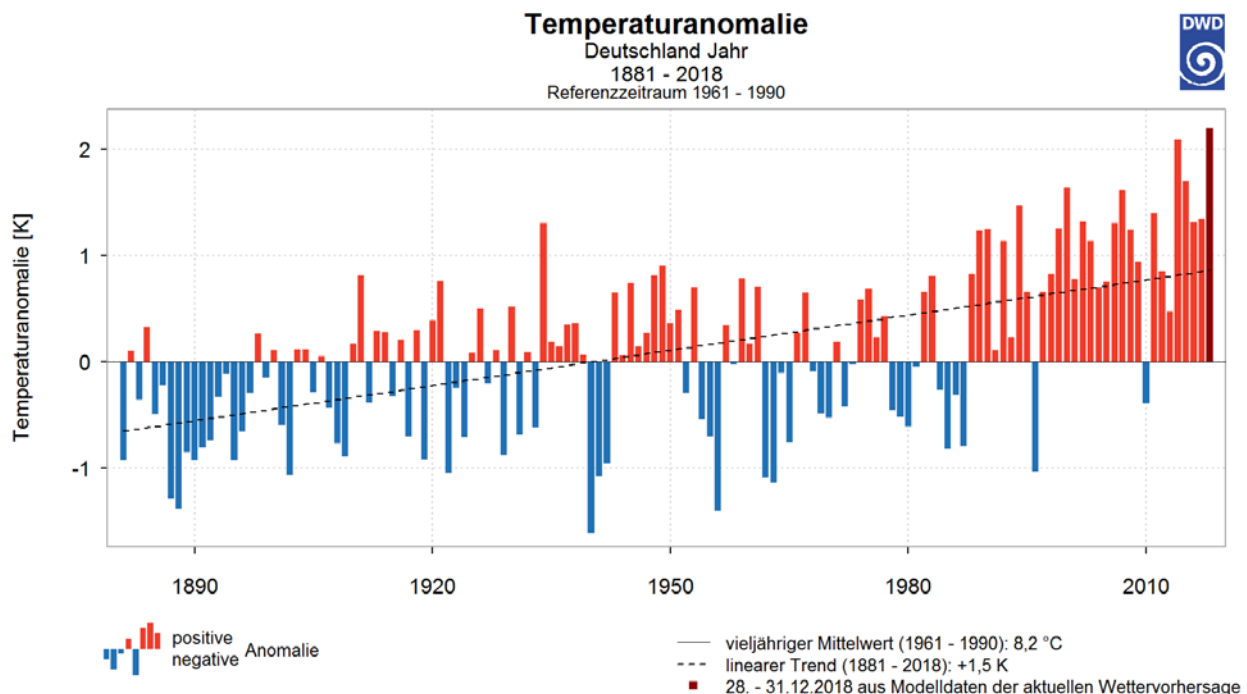 Temperaturanomalie
Deutschland Jahr
1881 - 2018
Referenzzeitraum 1961 - 1990
DWD
Temperaturanomalie [K]
2
1
0
-1
1890
1920
1950
1980
2010
positive
negative
Anomalie
vieljähriger Mittelwert (1961 - 1990): 8,2 °C
linearer Trend (1881 - 2018): +1,5 K
28. - 31.12.2018 aus Modelldaten der aktuellen Wettervorhersage